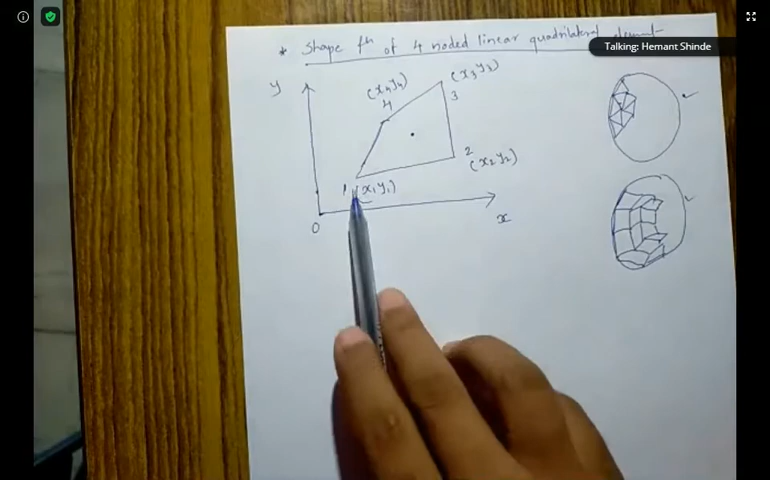 Talking: Hemant Shinde
* Shape fⁿ of 4 noded linear quadrilateral element
y
(x₄y₄)
4
(x₃y₃)
3
2
(x₂y₂)
1
(x₁y₁)
0
x